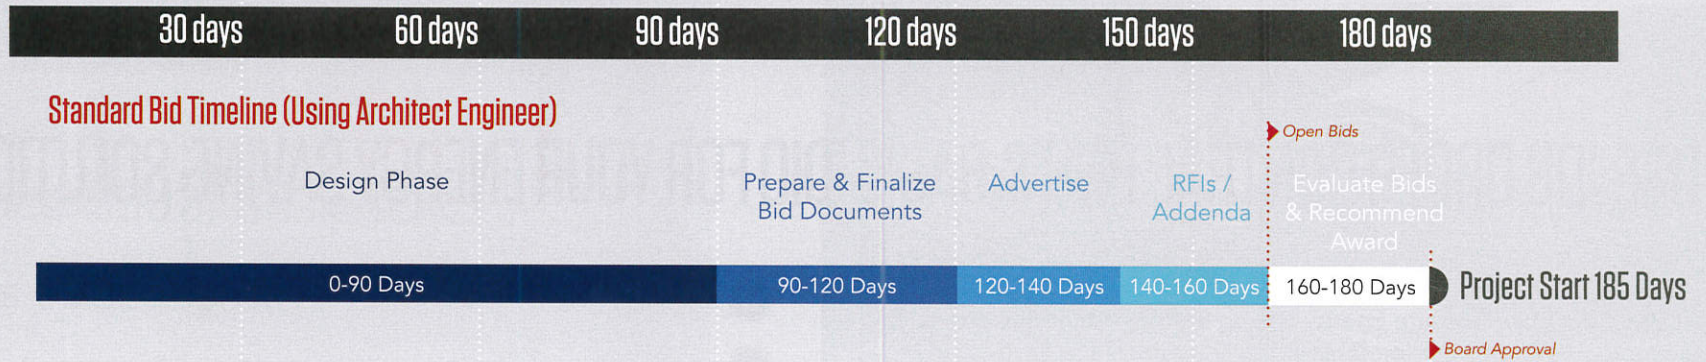 30 days 60 days 90 days 120 days 150 days 180 days
Standard Bid Timeline (Using Architect Engineer)
Open Bids
Design Phase
Prepare & Finalize
Bid Documents
Advertise
RFIs /
Addenda
Evaluate Bids
& Recommend
Award
0-90 Days 90-120 Days 120-140 Days 140-160 Days 160-180 Days Project Start 185 Days
Board Approval